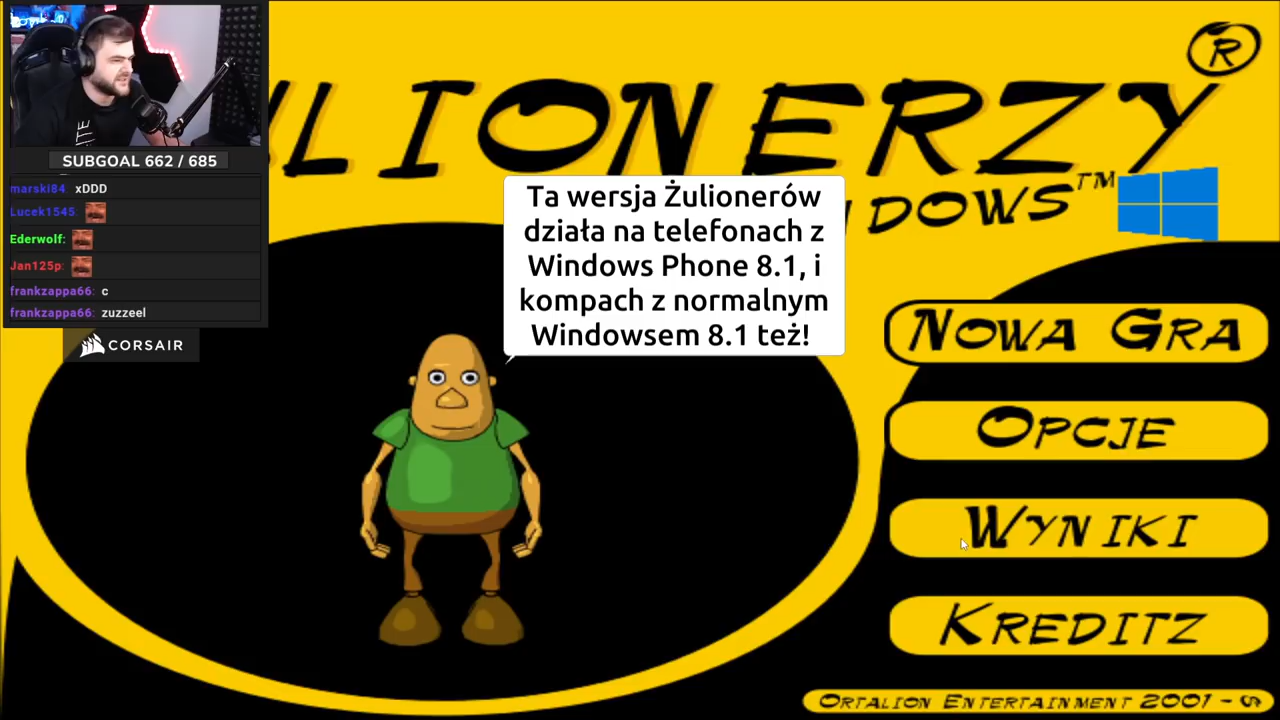 LIONERZY
®
DOWS™
SUBGOAL 662 / 685
marski84 xDDD
Lucek1545:
Ederwolf:
Jan125p:
frankzappa66: c
frankzappa66: zuzzeel
CORSAIR
Ta wersja Żulionerów
działa na telefonach z
Windows Phone 8.1, i
kompach z normalnym
Windowsem 8.1 też!
NOWA GRA
OPCJE
WYNIKI
KREDITZ
ORTALION ENTERTAINMENT 2001 -